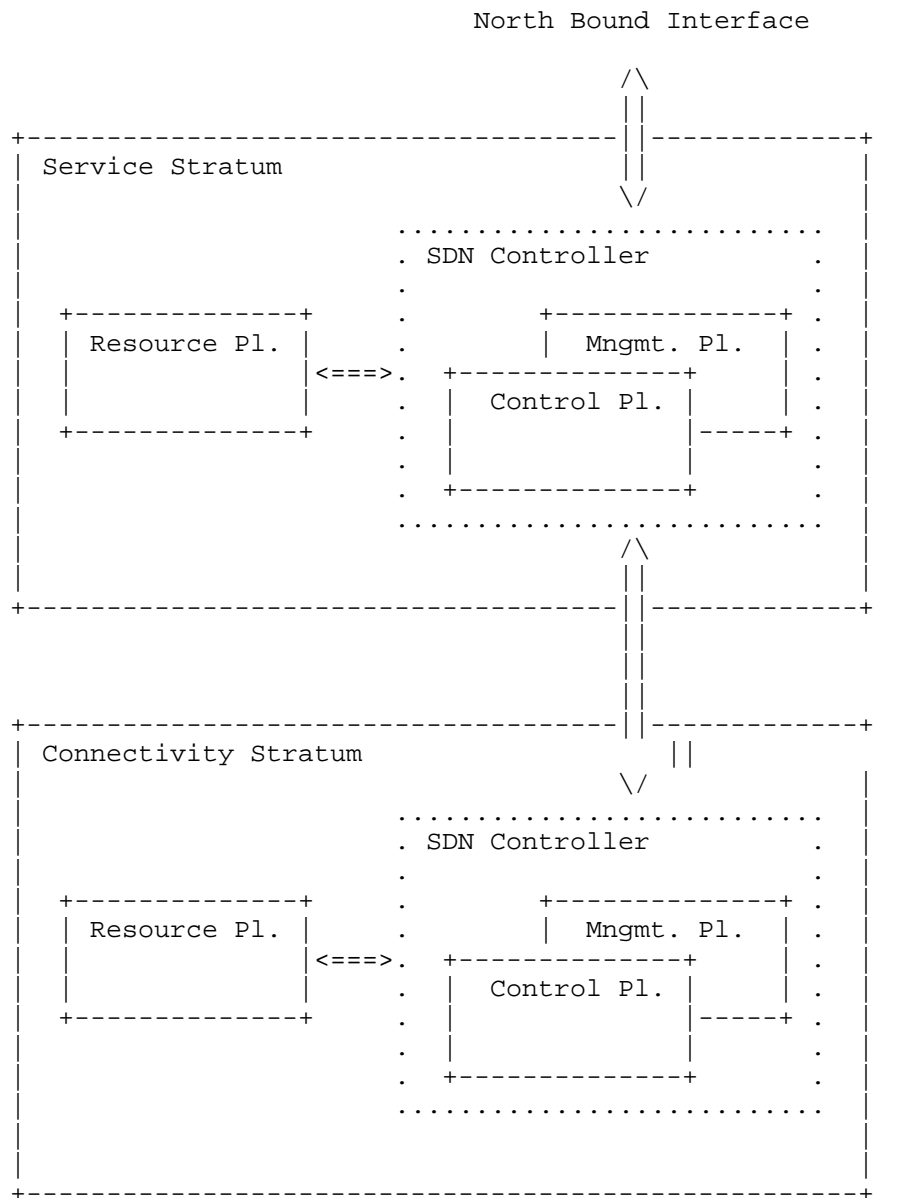 North Bound Interface
Service Stratum
SDN Controller
Resource Pl.
Mngmt. Pl.
Control Pl.
Connectivity Stratum
SDN Controller
Resource Pl.
Mngmt. Pl.
Control Pl.